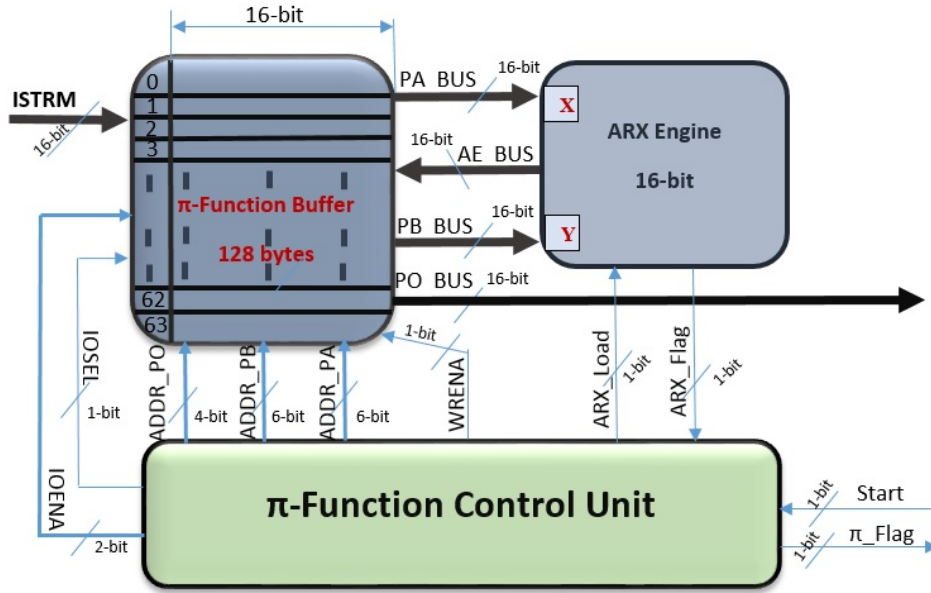 16-bit
ISTRM
16-bit
0
1
2
3
π-Function Buffer
128 bytes
62
63
PA BUS
16-bit
16-bit
AE BUS
PB BUS
16-bit
PO BUS
16-bit
X
Y
ARX Engine
16-bit
IOSEL
1-bit
IOENA
2-bit
ADDR_PO
4-bit
ADDR_PB
6-bit
ADDR_PA
6-bit
1-bit
WRENA
ARX_Load
1-bit
ARX_Flag
1-bit
π-Function Control Unit
1-bit
Start
1-bit
π_Flag